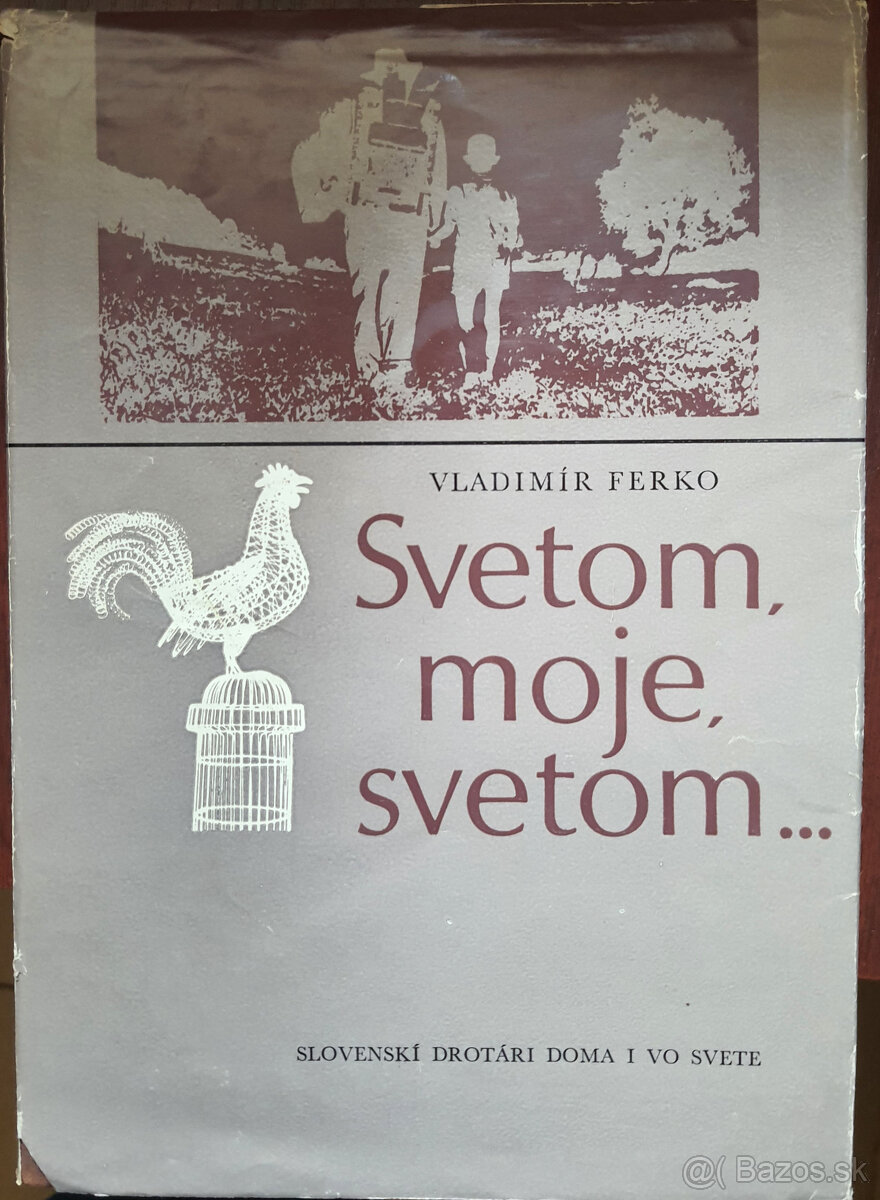 VLADIMÍR FERKO
Svetom,
moje,
svetom...
SLOVENSKÍ DROTÁRI DOMA I VO SVETE
@( Bazos.sk